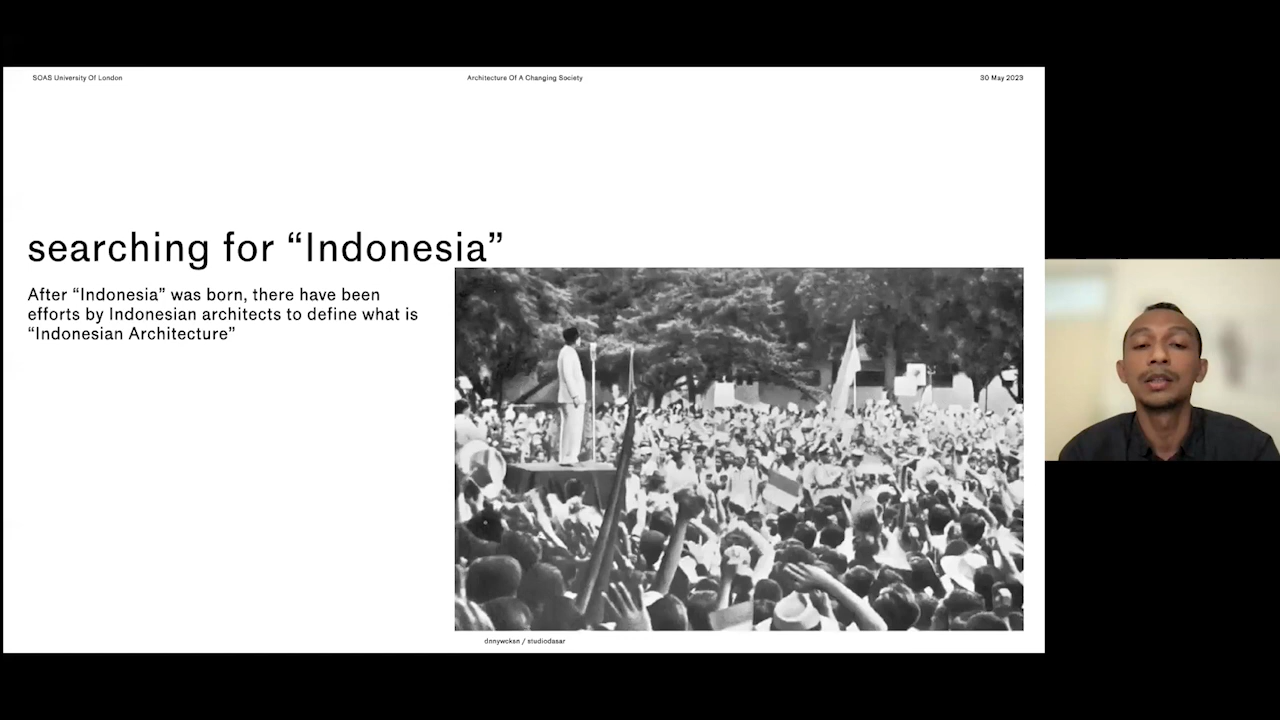 SOAS University Of London
Architecture Of A Changing Society
30 May 2023
searching for “Indonesia”
After “Indonesia” was born, there have been
efforts by Indonesian architects to define what is
“Indonesian Architecture”
dnnywcksn / studiodasar